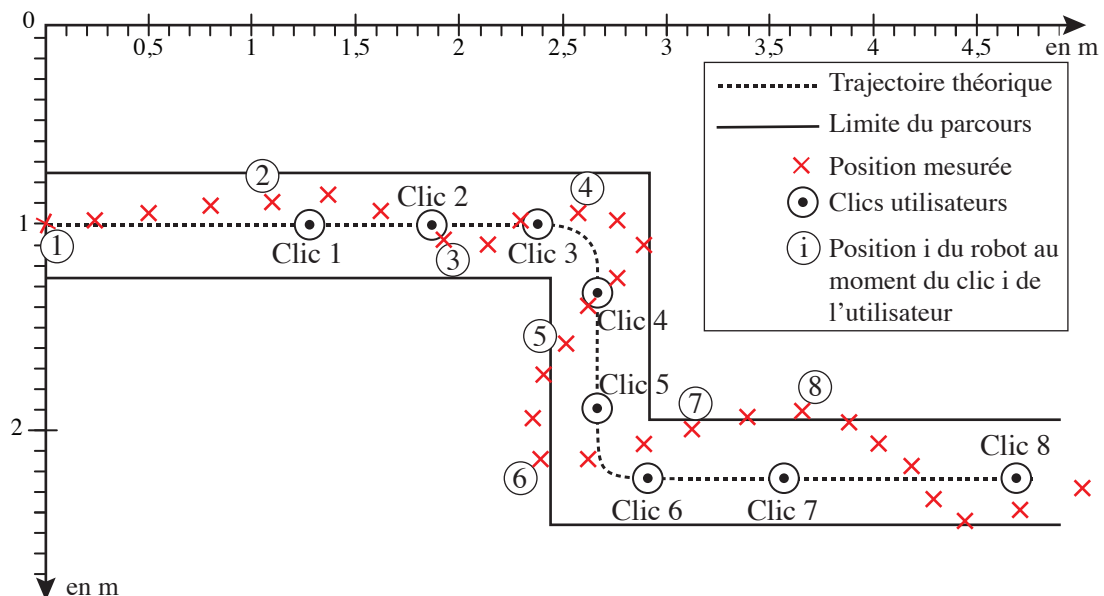 0
0,5
1
1,5
2
2,5
3
3,5
4
4,5
en m
Trajectoire théorique
Limite du parcours
Position mesurée
Clics utilisateurs
i
Position i du robot au
moment du clic i de
l’utilisateur
2
4
Clic 2
1
1
Clic 1
3
Clic 3
Clic 4
5
Clic 5
7
8
2
6
Clic 6
Clic 7
Clic 8
en m